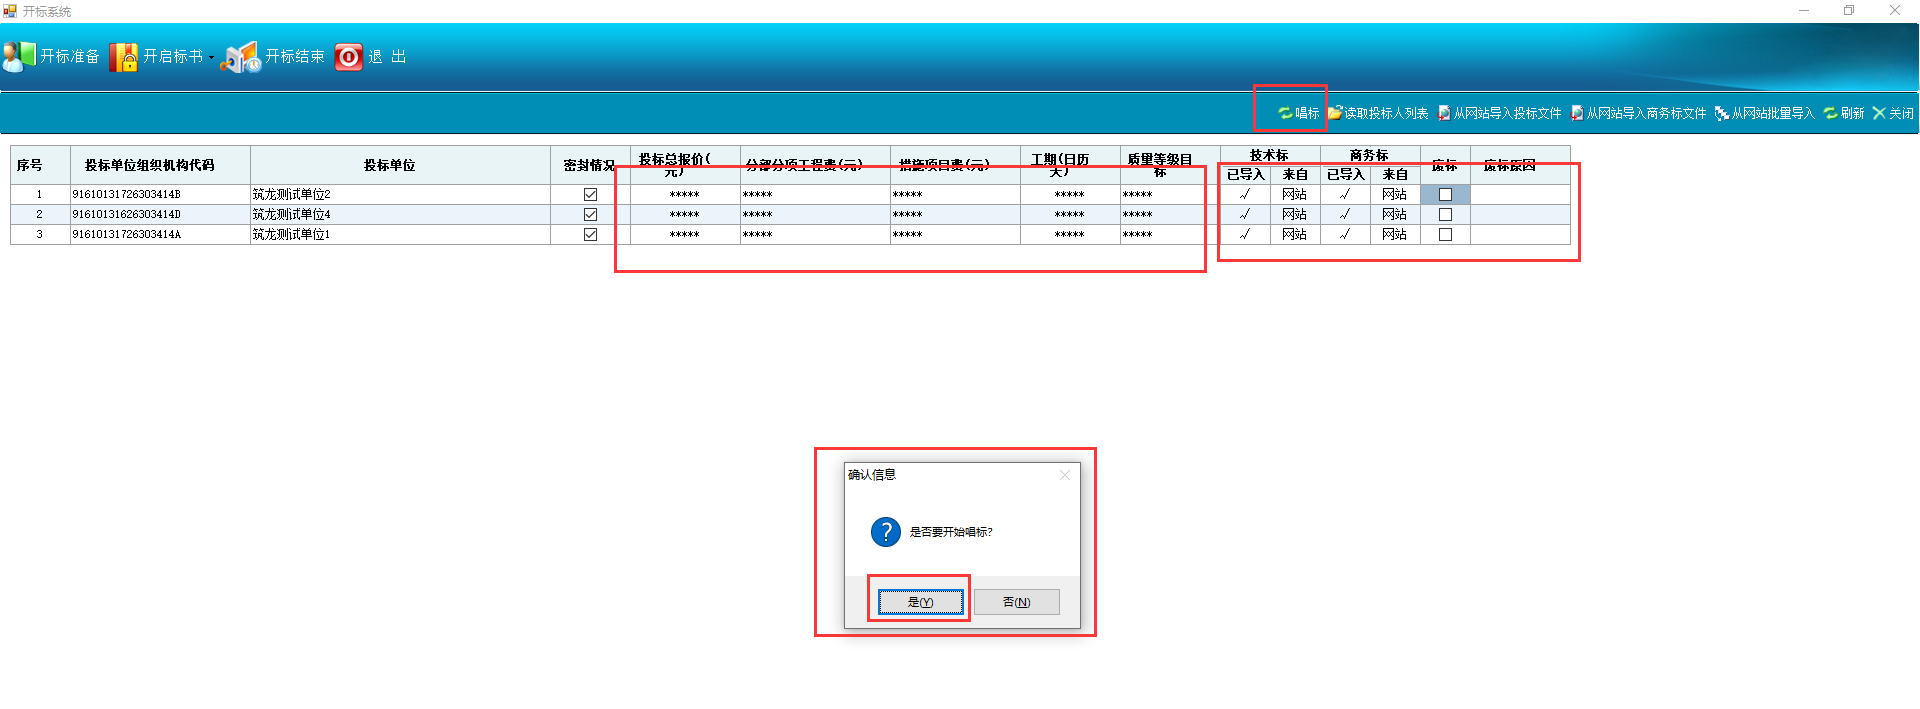 开标系统
开标准备 开启标书 开标结束 退 出
唱标 读取投标人列表 从网站导入投标文件 从网站导入商务标文件 从网站批量导入 刷新 关闭
序号 投标单位组织机构代码 投标单位 密封情况 投标总报价(元) 分部分项工程费(元) 措施项目费(元) 工期(日历天) 质量等级目标 技术标 商务标 废标 废标原因
已导入 来自 已导入 来自
1 91610131726303414B 筑龙测试单位2 ***** ***** ***** ***** ***** √ 网站 √ 网站
2 91610131626303414D 筑龙测试单位4 ***** ***** ***** ***** ***** √ 网站 √ 网站
3 91610131726303414A 筑龙测试单位1 ***** ***** ***** ***** ***** √ 网站 √ 网站
确认信息
是否要开始唱标?
是(Y) 否(N)